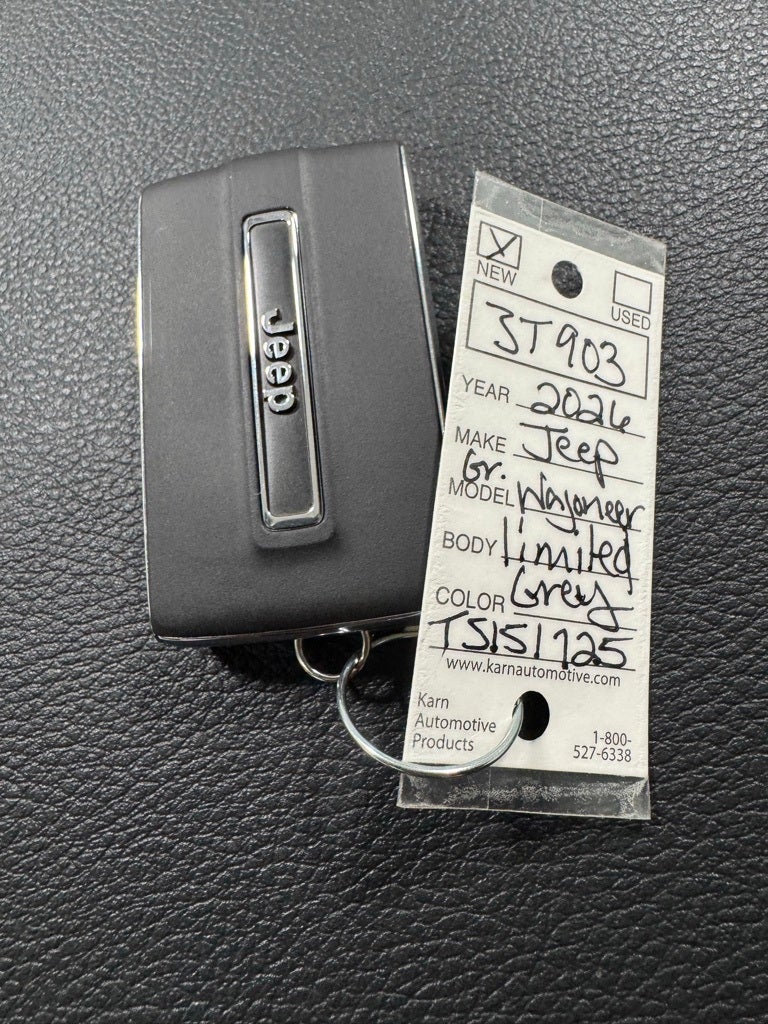 Jeep
NEW
USED
3T903
YEAR 2026
MAKE Jeep
MODEL Gr. Wagoneer
BODY limited
COLOR Grey
TS151725
www.karnautomotive.com
Karn
Automotive
Products
1-800-
527-6338